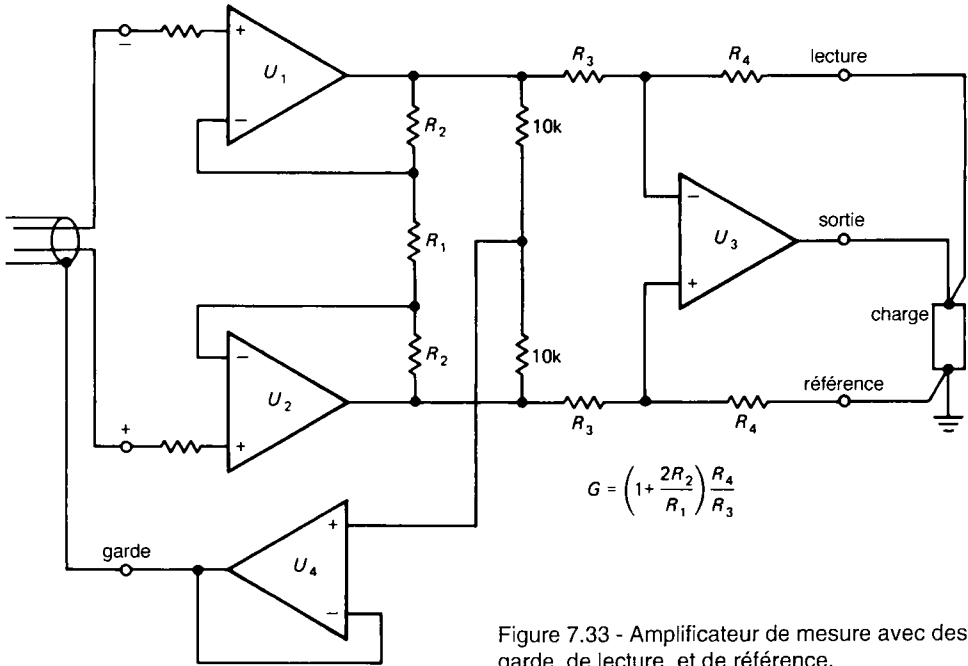 −
+
U1
−
R2
10k
R3
R4
lecture
R1
−
U3
sortie
+
charge
−
R2
10k
U2
+
+
R3
R4
référence
G = (1+ 2R2/R1) R4/R3
garde
+
U4
−
Figure 7.33 - Amplificateur de mesure avec des
garde, de lecture, et de référence.